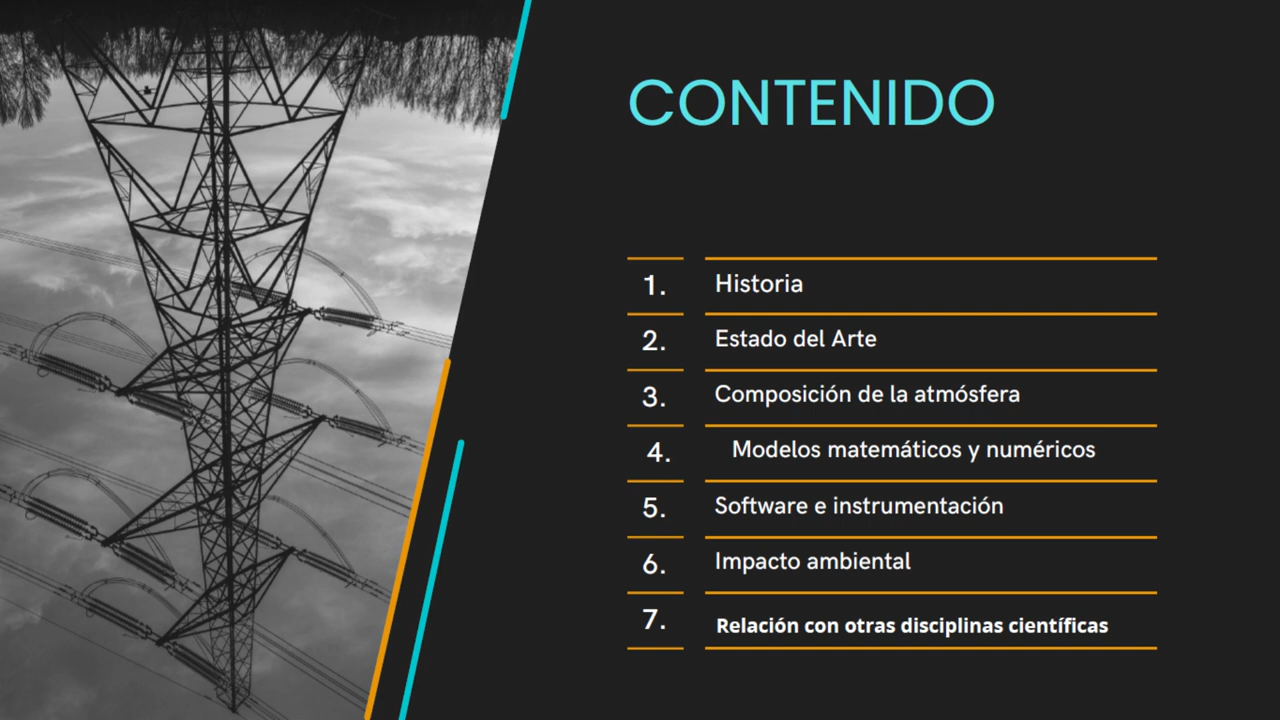 CONTENIDO
1. Historia
2. Estado del Arte
3. Composición de la atmósfera
4. Modelos matemáticos y numéricos
5. Software e instrumentación
6. Impacto ambiental
7. Relación con otras disciplinas científicas